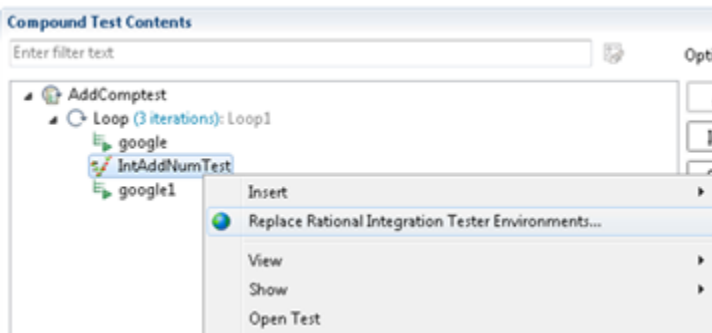 Compound Test Contents
Enter filter text
Opti
AddComptest
Loop (3 iterations): Loop1
google
IntAddNumTest
google1
Insert
Replace Rational Integration Tester Environments...
View
Show
Open Test